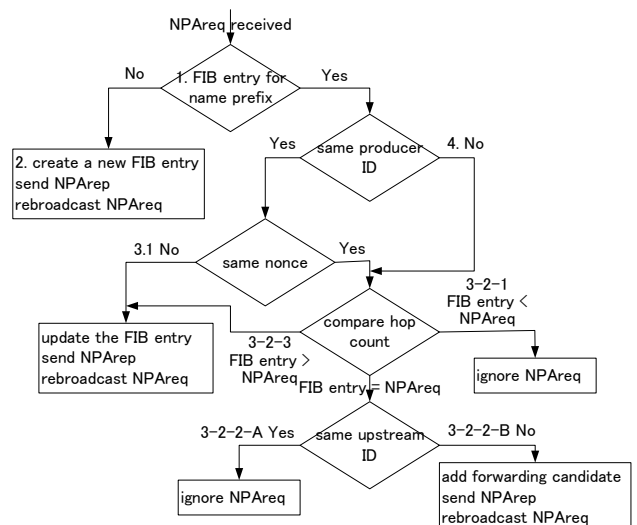 NPAreq received
No
1. FIB entry for
name prefix
Yes
2. create a new FIB entry
send NPArep
rebroadcast NPAreq
Yes
same producer
ID
4. No
3.1 No
same nonce
Yes
3-2-1
FIB entry <
NPAreq
update the FIB entry
send NPArep
rebroadcast NPAreq
3-2-3
FIB entry >
NPAreq
compare hop
count
ignore NPAreq
FIB entry = NPAreq
3-2-2-A Yes
same upstream
ID
3-2-2-B No
ignore NPAreq
add forwarding candidate
send NPArep
rebroadcast NPAreq